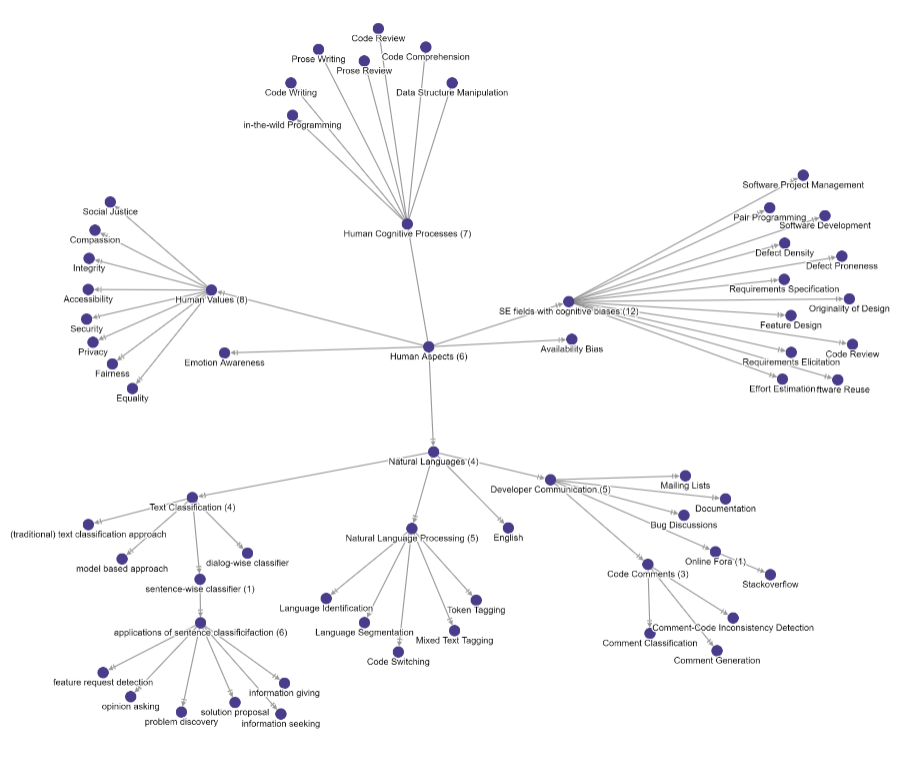 Code Review
Code Comprehension
Prose Writing
Prose Review
Code Writing
Data Structure Manipulation
in-the-wild Programming
Human Cognitive Processes (7)
Software Project Management
Pair Programming
Software Development
Defect Density
Defect Proneness
Requirements Specification
Originality of Design
SE fields with cognitive biases (12)
Feature Design
Code Review
Requirements Elicitation
Effort Estimation
ftware Reuse
Social Justice
Compassion
Integrity
Accessibility
Human Values (8)
Security
Privacy
Fairness
Equality
Emotion Awareness
Human Aspects (6)
Availability Bias
Natural Languages (4)
Text Classification (4)
(traditional) text classification approach
model based approach
dialog-wise classifier
sentence-wise classifier (1)
applications of sentence classificifaction (6)
feature request detection
opinion asking
problem discovery
solution proposal
information giving
information seeking
Natural Language Processing (5)
English
Language Identification
Language Segmentation
Code Switching
Mixed Text Tagging
Token Tagging
Developer Communication (5)
Mailing Lists
Documentation
Bug Discussions
Online Fora (1)
Stackoverflow
Code Comments (3)
Comment-Code Inconsistency Detection
Comment Classification
Comment Generation